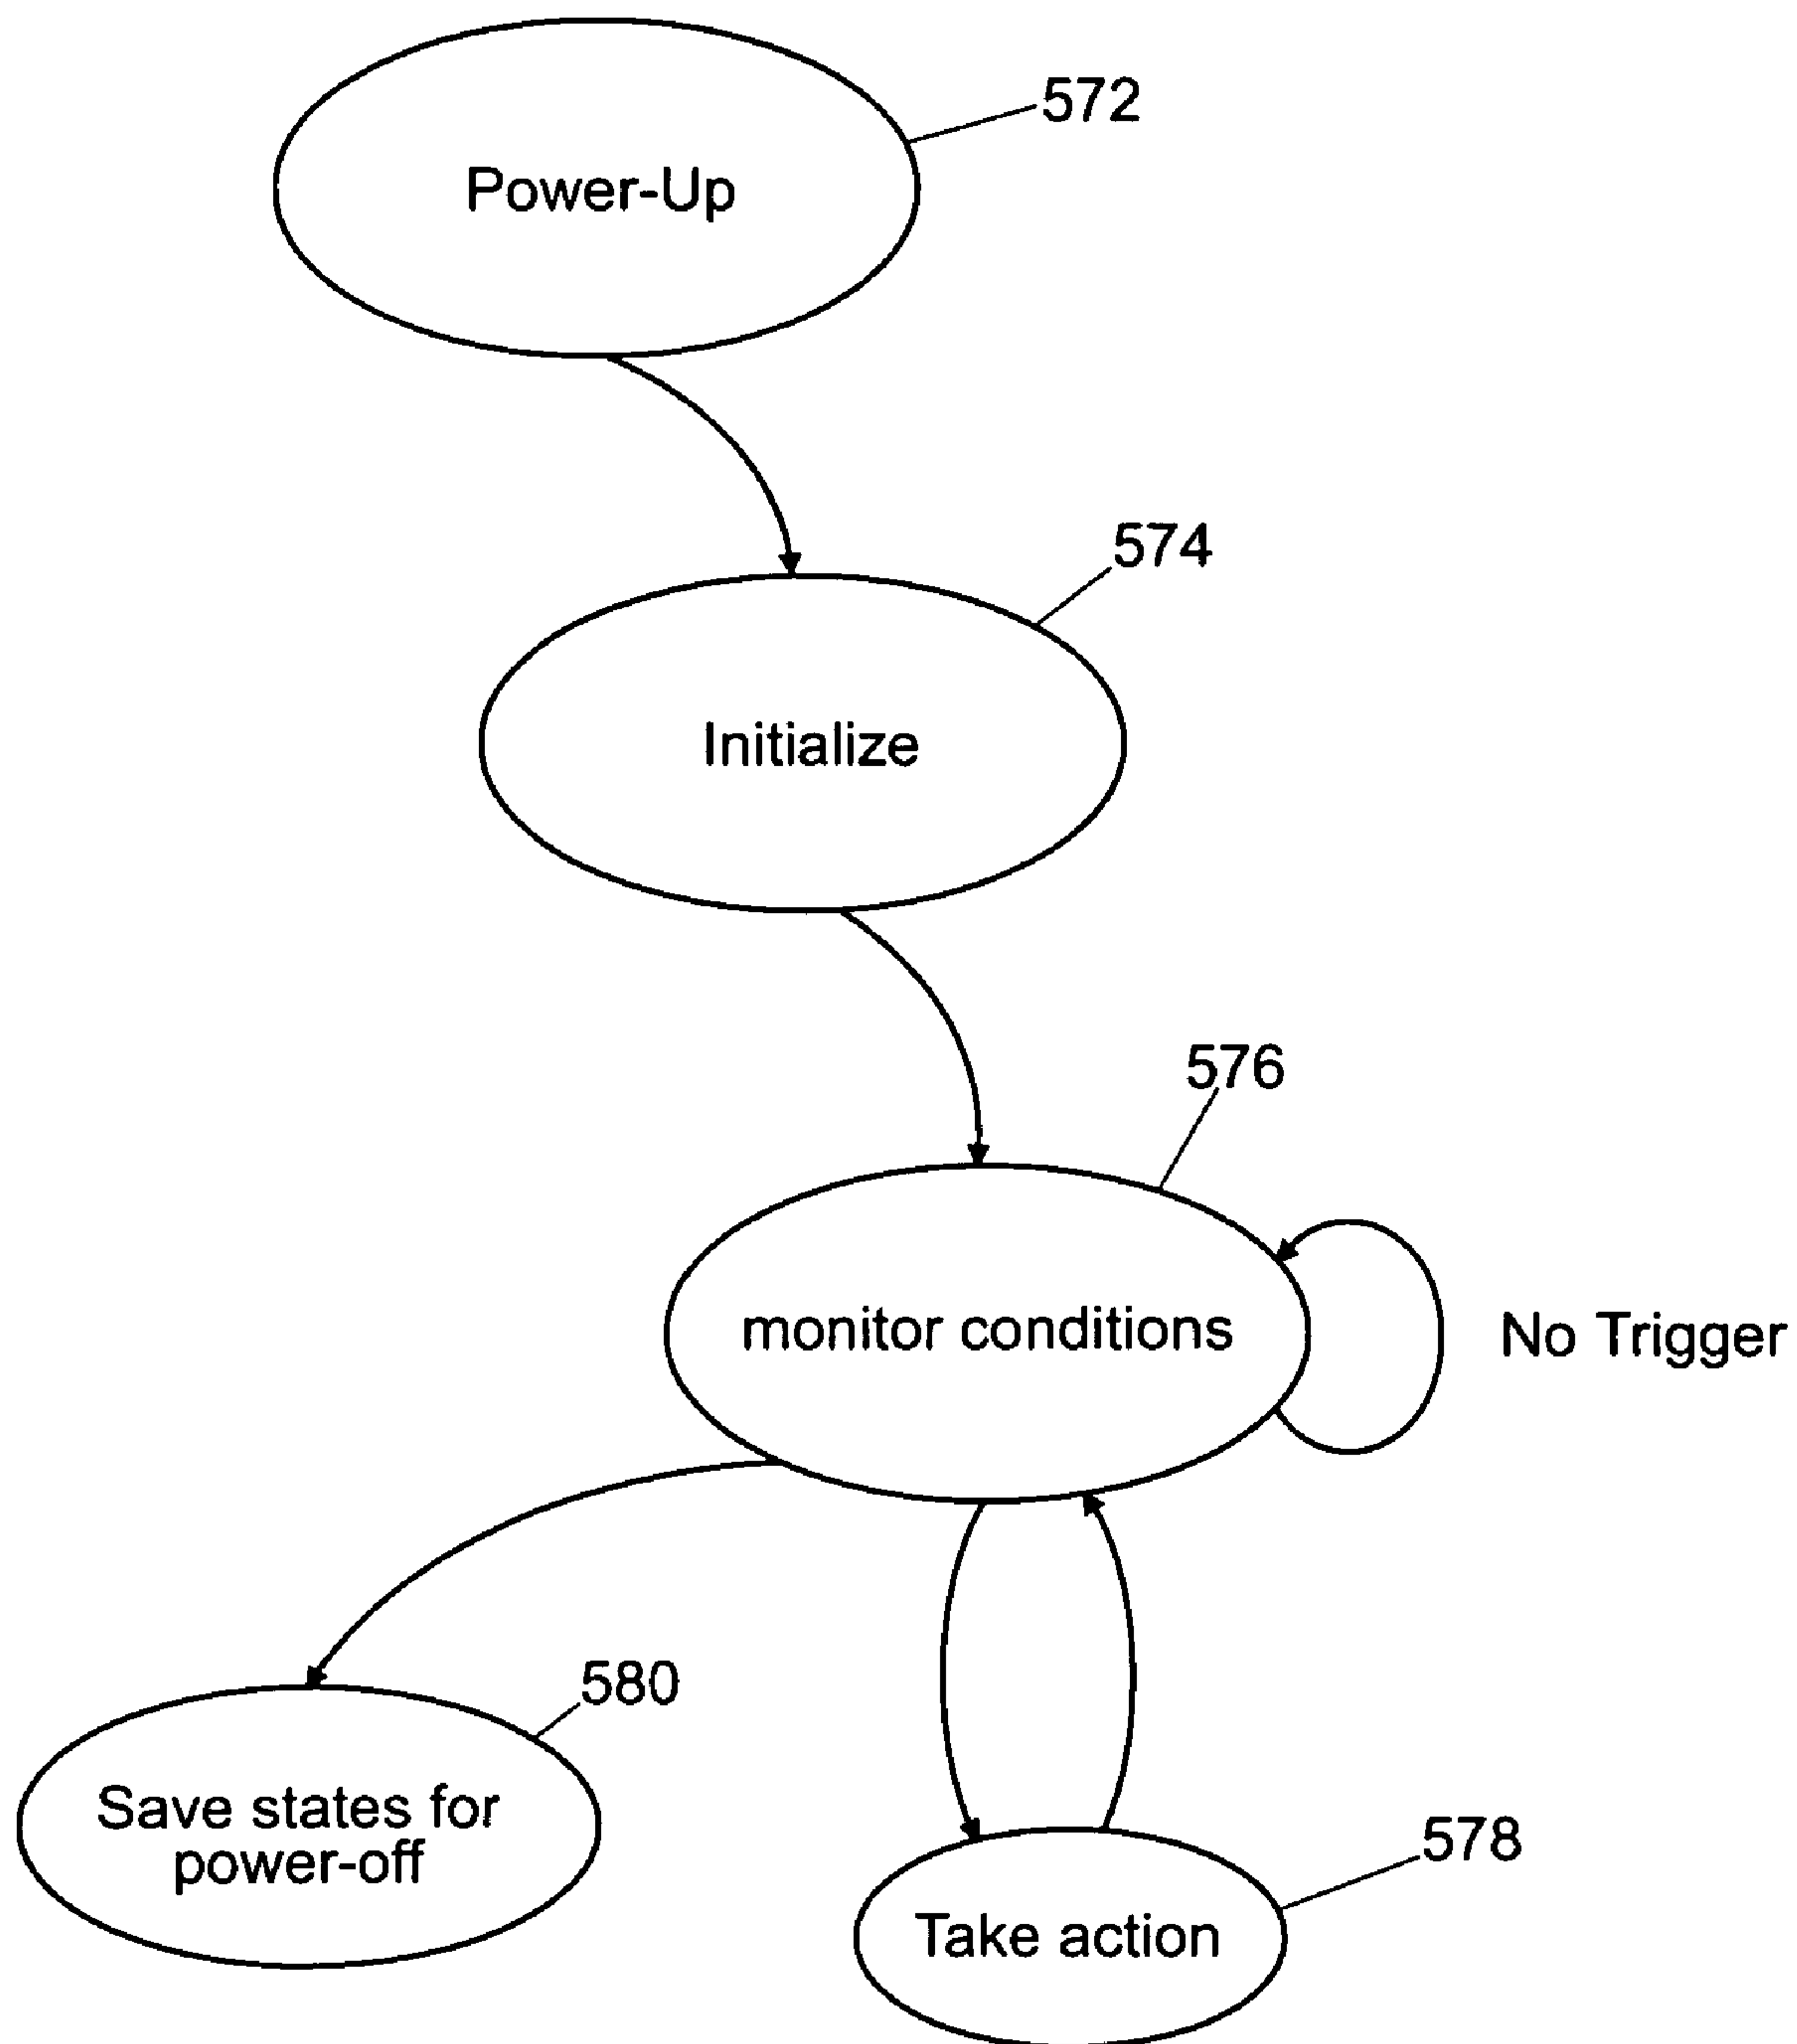 572
Power-Up
574
Initialize
576
monitor conditions
No Trigger
580
Save states for
power-off
578
Take action